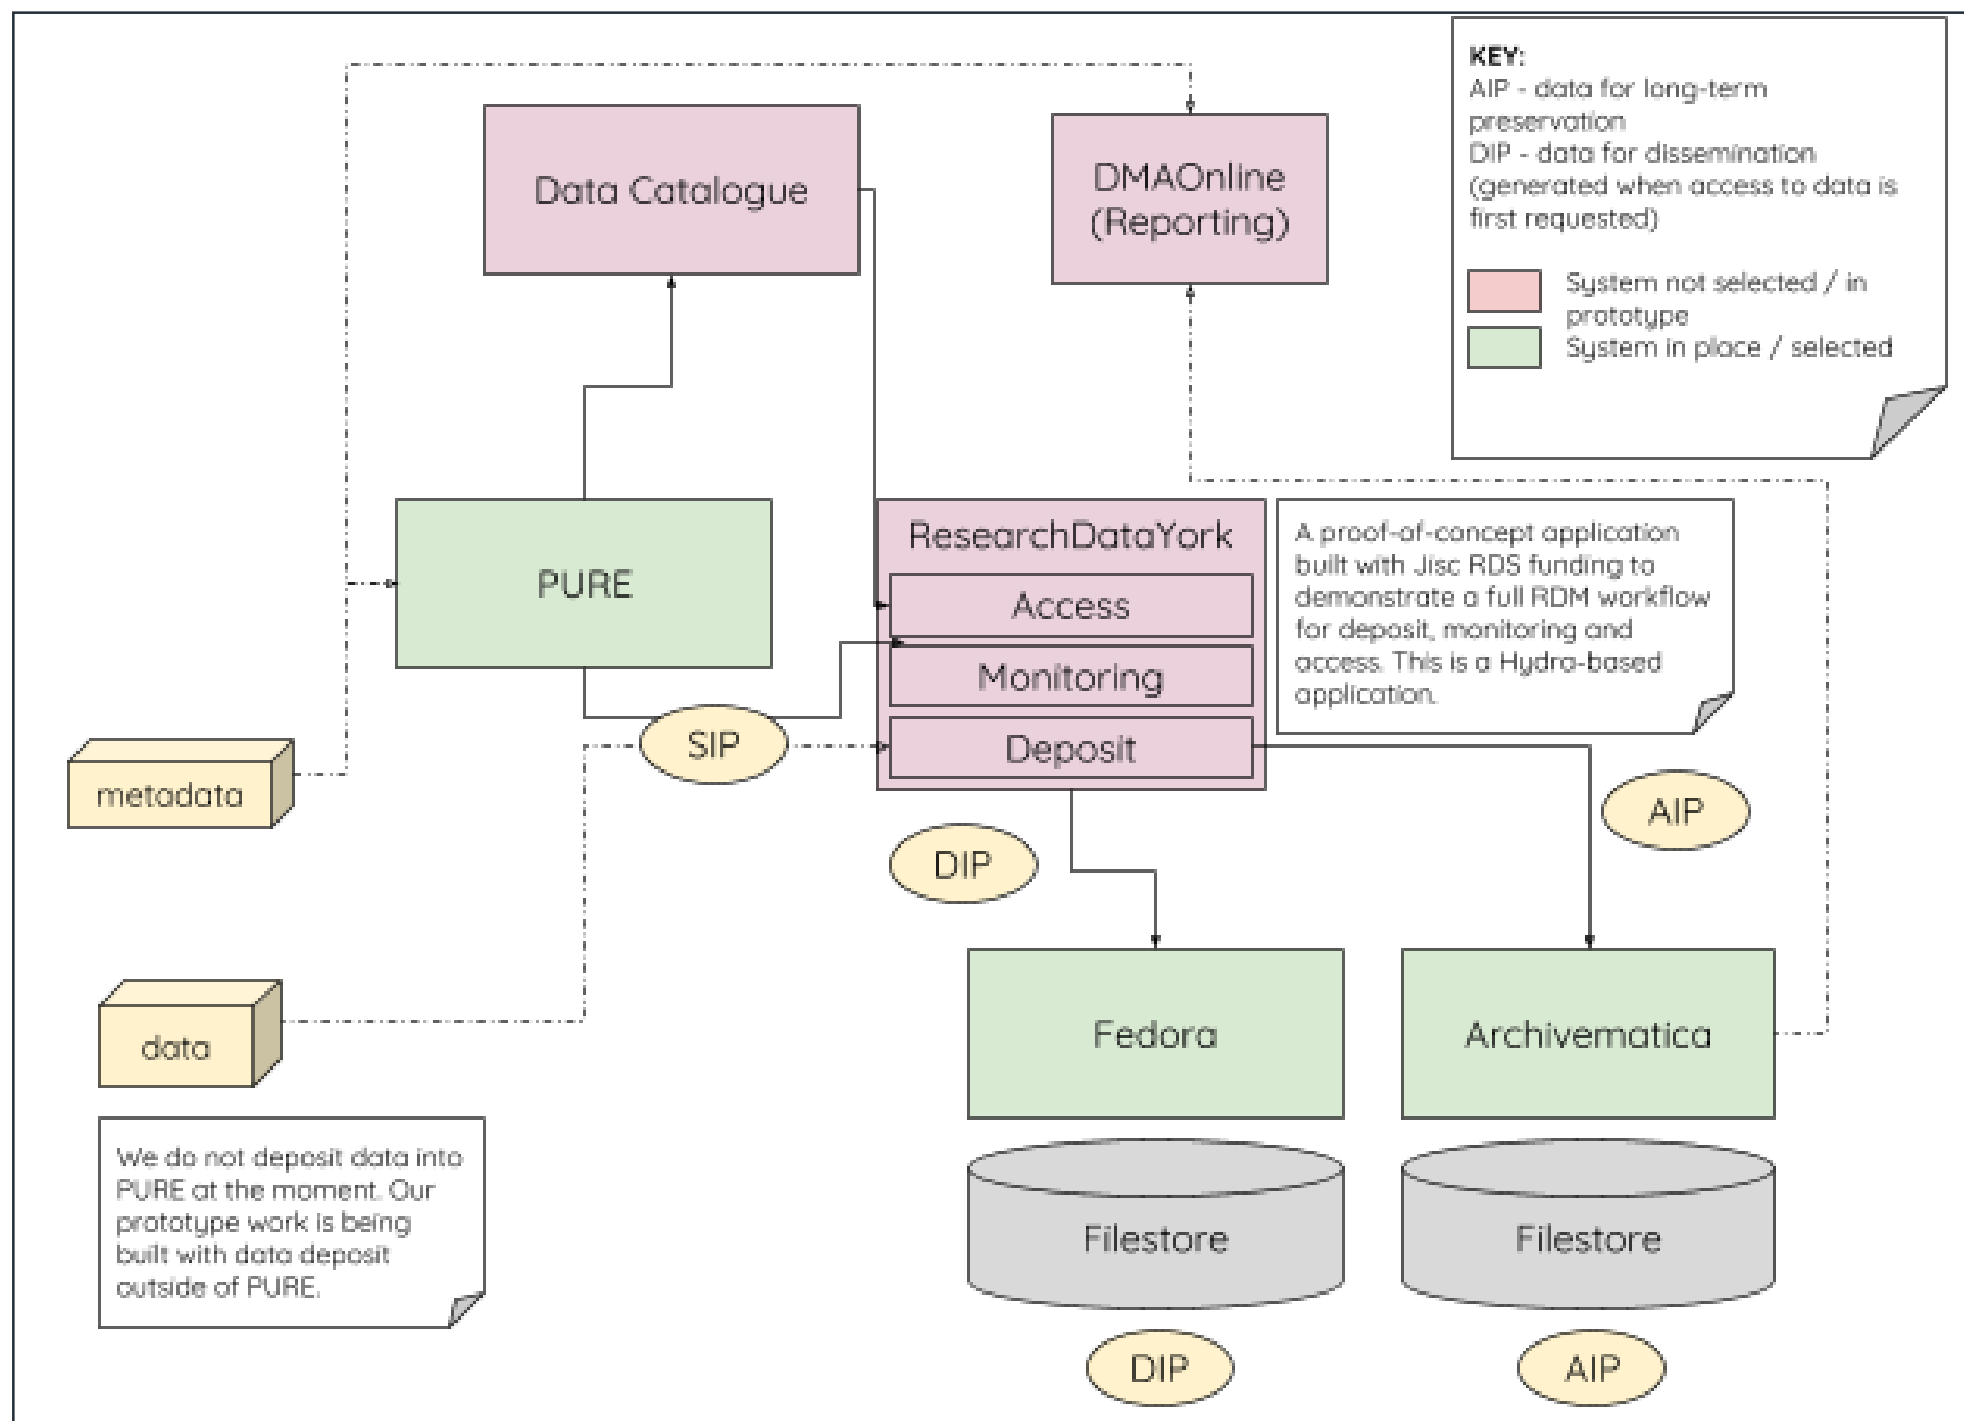 KEY:
AIP - data for long-term
preservation
DIP - data for dissemination
(generated when access to data is
first requested)
System not selected / in
prototype
System in place / selected
Data Catalogue
DMAOnline
(Reporting)
PURE
ResearchDataYork
Access
Monitoring
Deposit
A proof-of-concept application
built with Jisc RDS funding to
demonstrate a full RDM workflow
for deposit, monitoring and
access. This is a Hydra-based
application.
SIP
metadata
AIP
DIP
data
Fedora
Archivematica
We do not deposit data into
PURE at the moment. Our
prototype work is being
built with data deposit
outside of PURE.
Filestore
Filestore
DIP
AIP